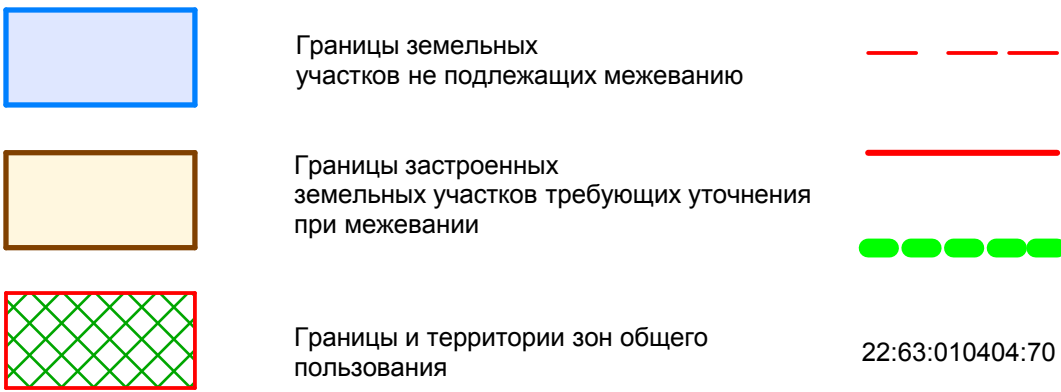 Границы земельных
участков не подлежащих межеванию
Границы застроенных
земельных участков требующих уточнения
при межевании
Границы и территории зон общего
пользования
22:63:010404:70